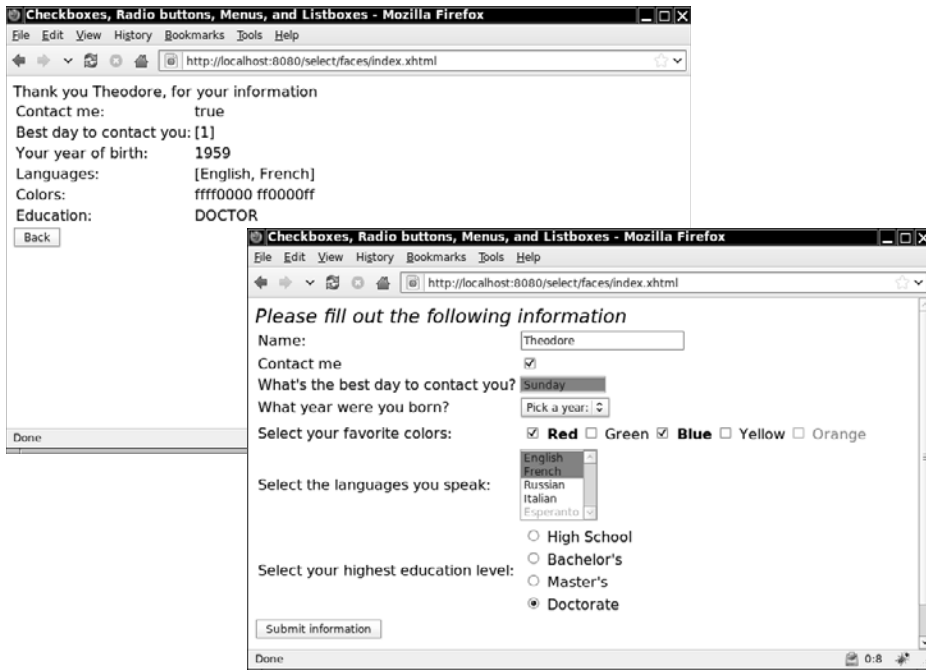 Checkboxes, Radio buttons, Menus, and Listboxes - Mozilla Firefox
File Edit View History Bookmarks Tools Help
http://localhost:8080/select/faces/index.xhtml
Thank you Theodore, for your information
Contact me: true
Best day to contact you: [1]
Your year of birth: 1959
Languages: [English, French]
Colors: ffff0000 ff0000ff
Education: DOCTOR
Back
Done
Checkboxes, Radio buttons, Menus, and Listboxes - Mozilla Firefox
File Edit View History Bookmarks Tools Help
http://localhost:8080/select/faces/index.xhtml
Please fill out the following information
Name: Theodore
Contact me
What's the best day to contact you? Sunday
What year were you born? Pick a year:
Select your favorite colors: Red Green Blue Yellow Orange
Select the languages you speak:
English
French
Russian
Italian
Esperanto
Select your highest education level:
High School
Bachelor's
Master's
Doctorate
Submit information
Done 0:8